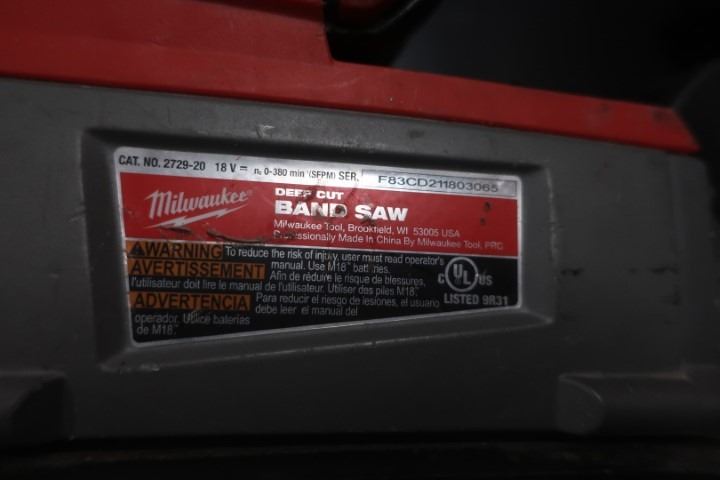 CAT. NO. 2729-20 18 V⎓ n₀ 0-380 min⁻¹(SFPM) SER. F83CD211803065
Milwaukee
DEEP CUT
BAND SAW
Milwaukee Tool, Brookfield, WI 53005 USA
Professionally Made In China By Milwaukee Tool, PRC
WARNING To reduce the risk of injury, user must read operator's
manual. Use M18™ batteries.
AVERTISSEMENT Afin de réduire le risque de blessures,
l'utilisateur doit lire le manual de l'utilisateur. Utiliser des piles M18™.
ADVERTENCIA Para reducir el riesgo de lesiones, el usuario
debe leer el manual del
operador. Utilice baterías
de M18™.
C UL US
LISTED 9R31